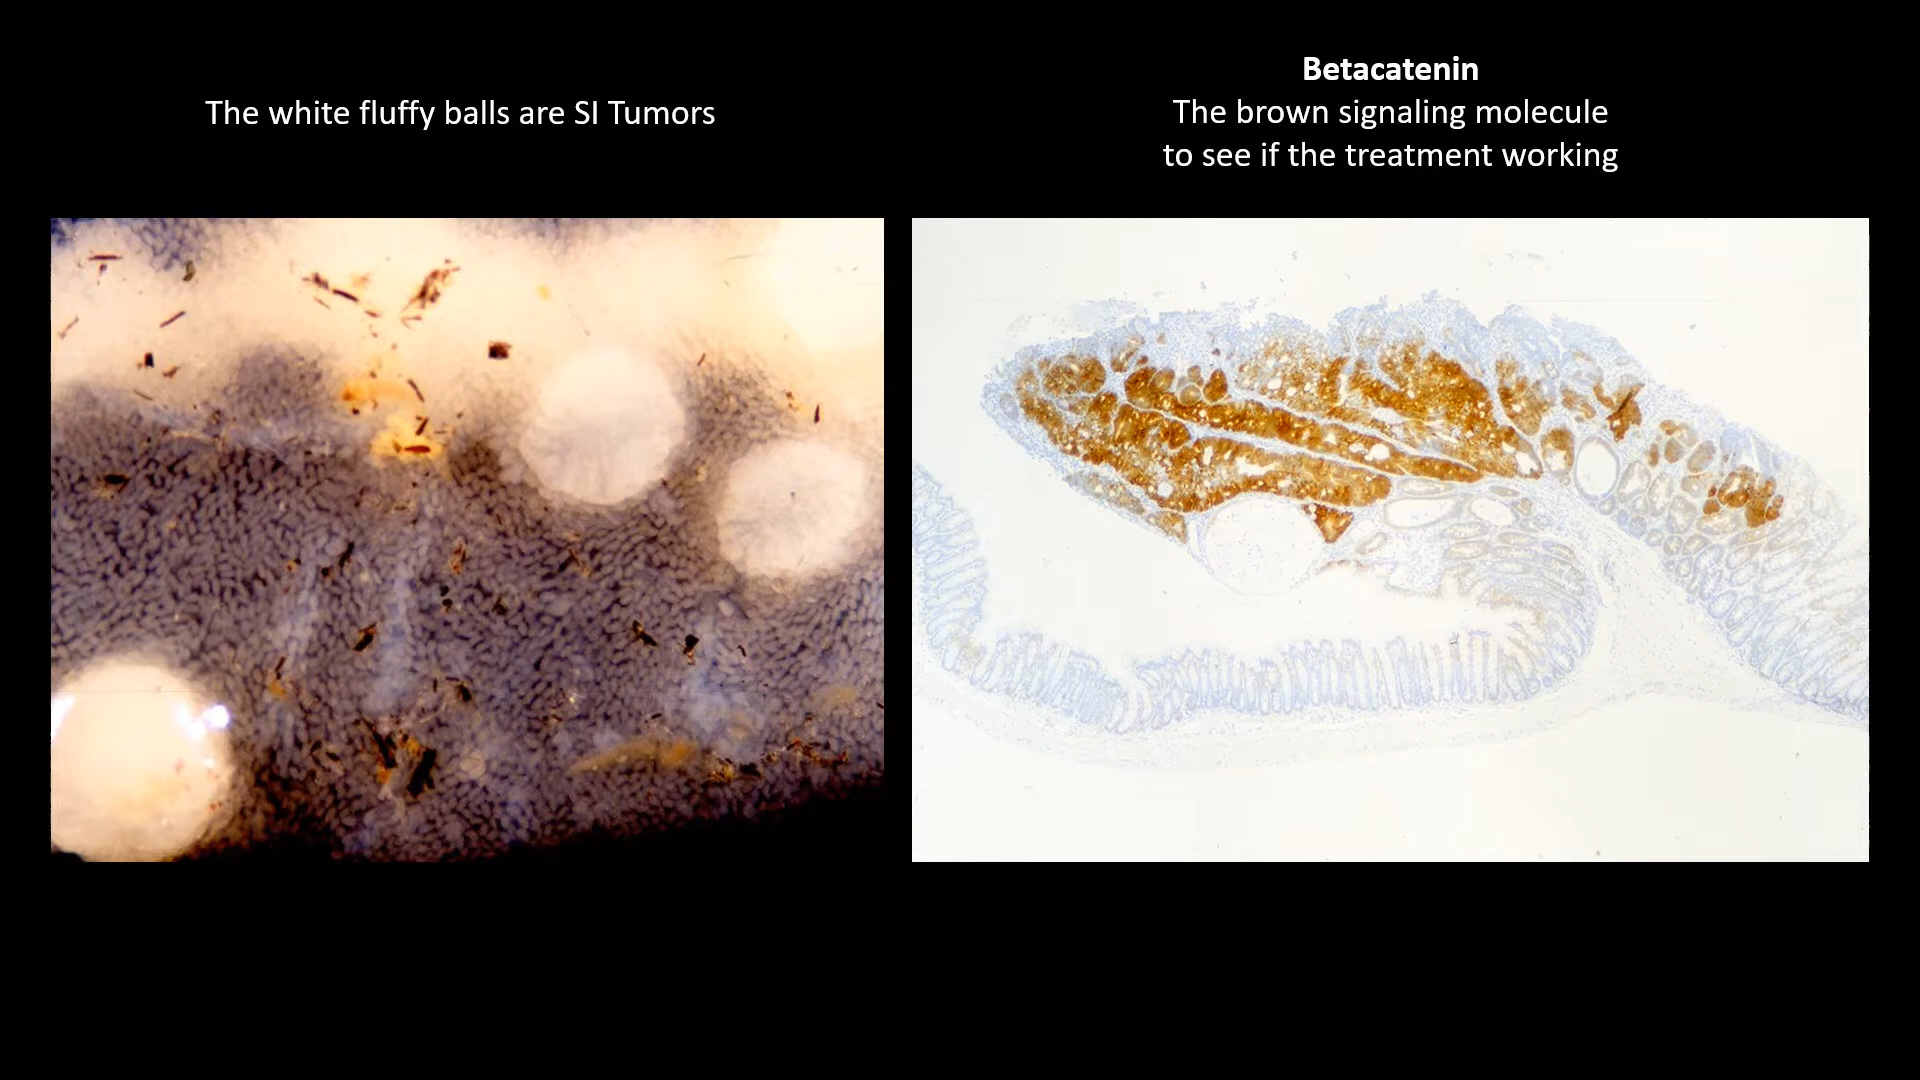 The white fluffy balls are SI Tumors
Betacatenin
The brown signaling molecule
to see if the treatment working